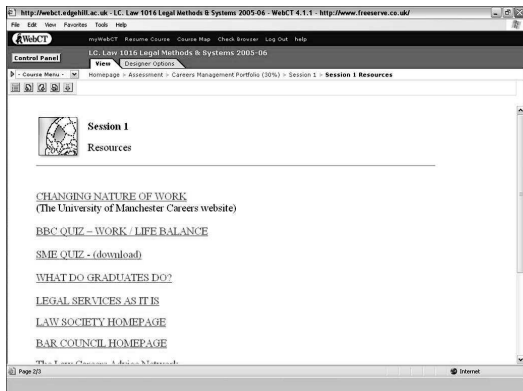 http://webct.edgehill.ac.uk - LC. Law 1016 Legal Methods & Systems 2005-06 - WebCT 4.1.1 - http://www.freeserve.co.uk/
File Edit View Favorites Tools Help
WebCT myWebCT Resume Course Course Map Check Browser Log Out help
Control Panel
LC. Law 1016 Legal Methods & Systems 2005-06
View Designer Options
- Course Menu - Homepage > Assessment > Careers Management Portfolio (30%) > Session 1 > Session 1 Resources
Session 1
Resources
CHANGING NATURE OF WORK
(The University of Manchester Careers website)
BBC QUIZ – WORK / LIFE BALANCE
SME QUIZ - (download)
WHAT DO GRADUATES DO?
LEGAL SERVICES AS IT IS
LAW SOCIETY HOMEPAGE
BAR COUNCIL HOMEPAGE
The Law Careers Advice Network
Page 2/3 Internet